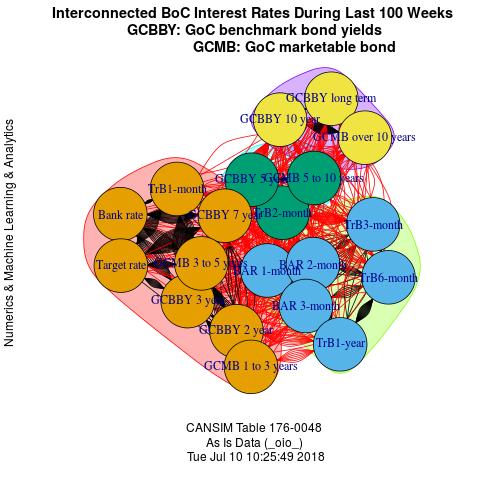 Interconnected BoC Interest Rates During Last 100 Weeks
GCBBY: GoC benchmark bond yields
GCMB: GoC marketable bond
Numerics & Machine Learning & Analytics
GCBBY long term
GCBBY 10 year
GCMB over 10 years
GCBBY 5 year
GCMB 5 to 10 years
TrB1-month
Bank rate
GCBBY 7 year
TrB2-month
TrB3-month
Target rate
GCMB 3 to 5 years
BAR 1-month
BAR 2-month
TrB6-month
GCBBY 3 year
BAR 3-month
GCBBY 2 year
TrB1-year
GCMB 1 to 3 years
CANSIM Table 176-0048
As Is Data (_oio_)
Tue Jul 10 10:25:49 2018